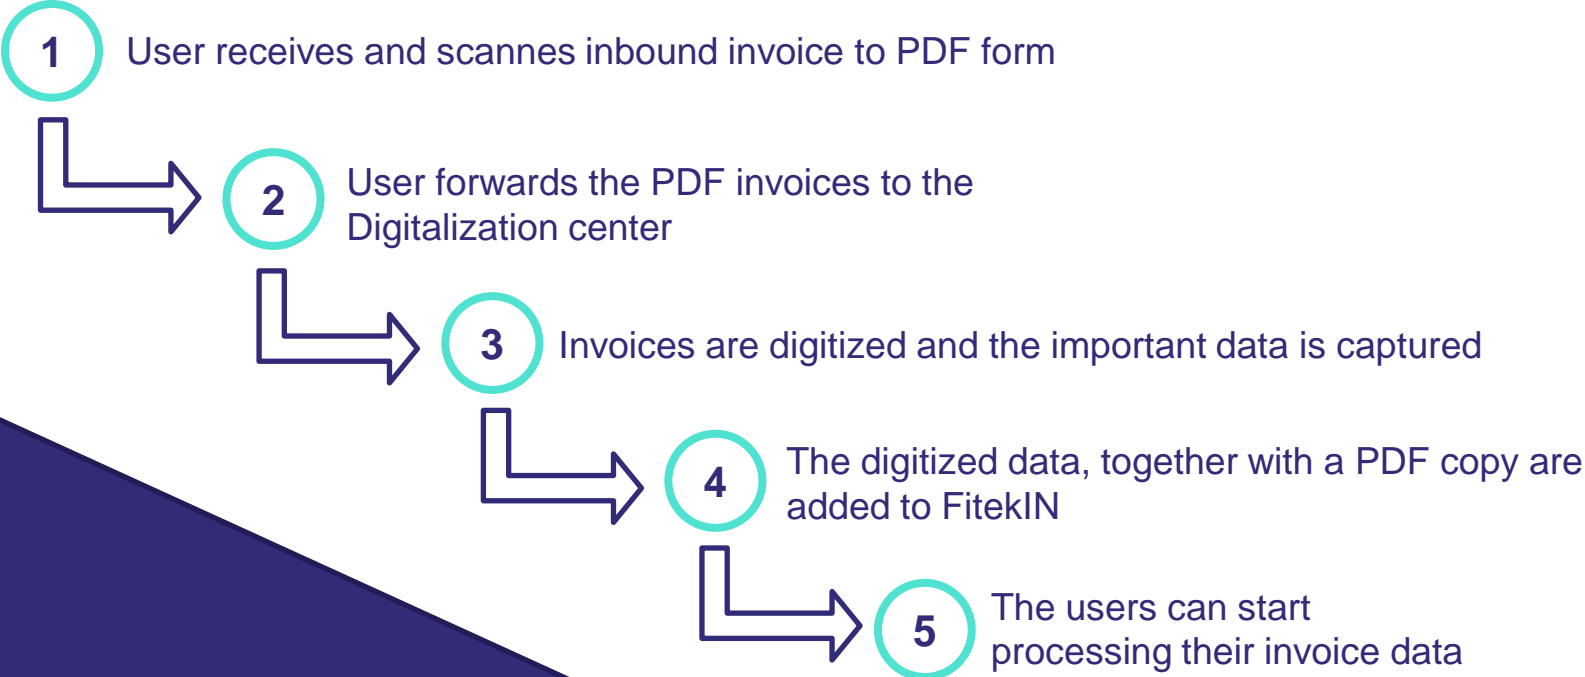 1
User receives and scannes inbound invoice to PDF form
2
User forwards the PDF invoices to the
Digitalization center
3
Invoices are digitized and the important data is captured
4
The digitized data, together with a PDF copy are
added to FitekIN
5
The users can start
processing their invoice data